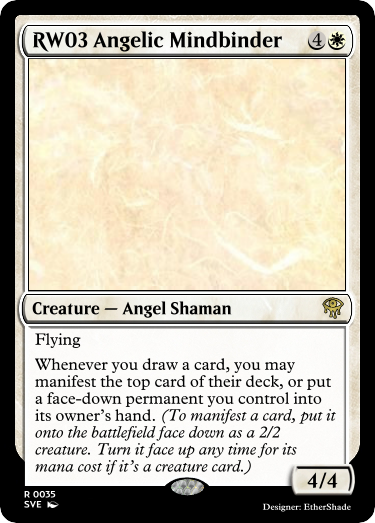 RW03 Angelic Mindbinder 4
Creature — Angel Shaman
Flying
Whenever you draw a card, you may
manifest the top card of their deck, or put
a face-down permanent you control into
its owner's hand. (To manifest a card, put it
onto the battlefield face down as a 2/2
creature. Turn it face up any time for its
mana cost if it's a creature card.)
4/4
R 0035
SVE
Designer: EtherShade